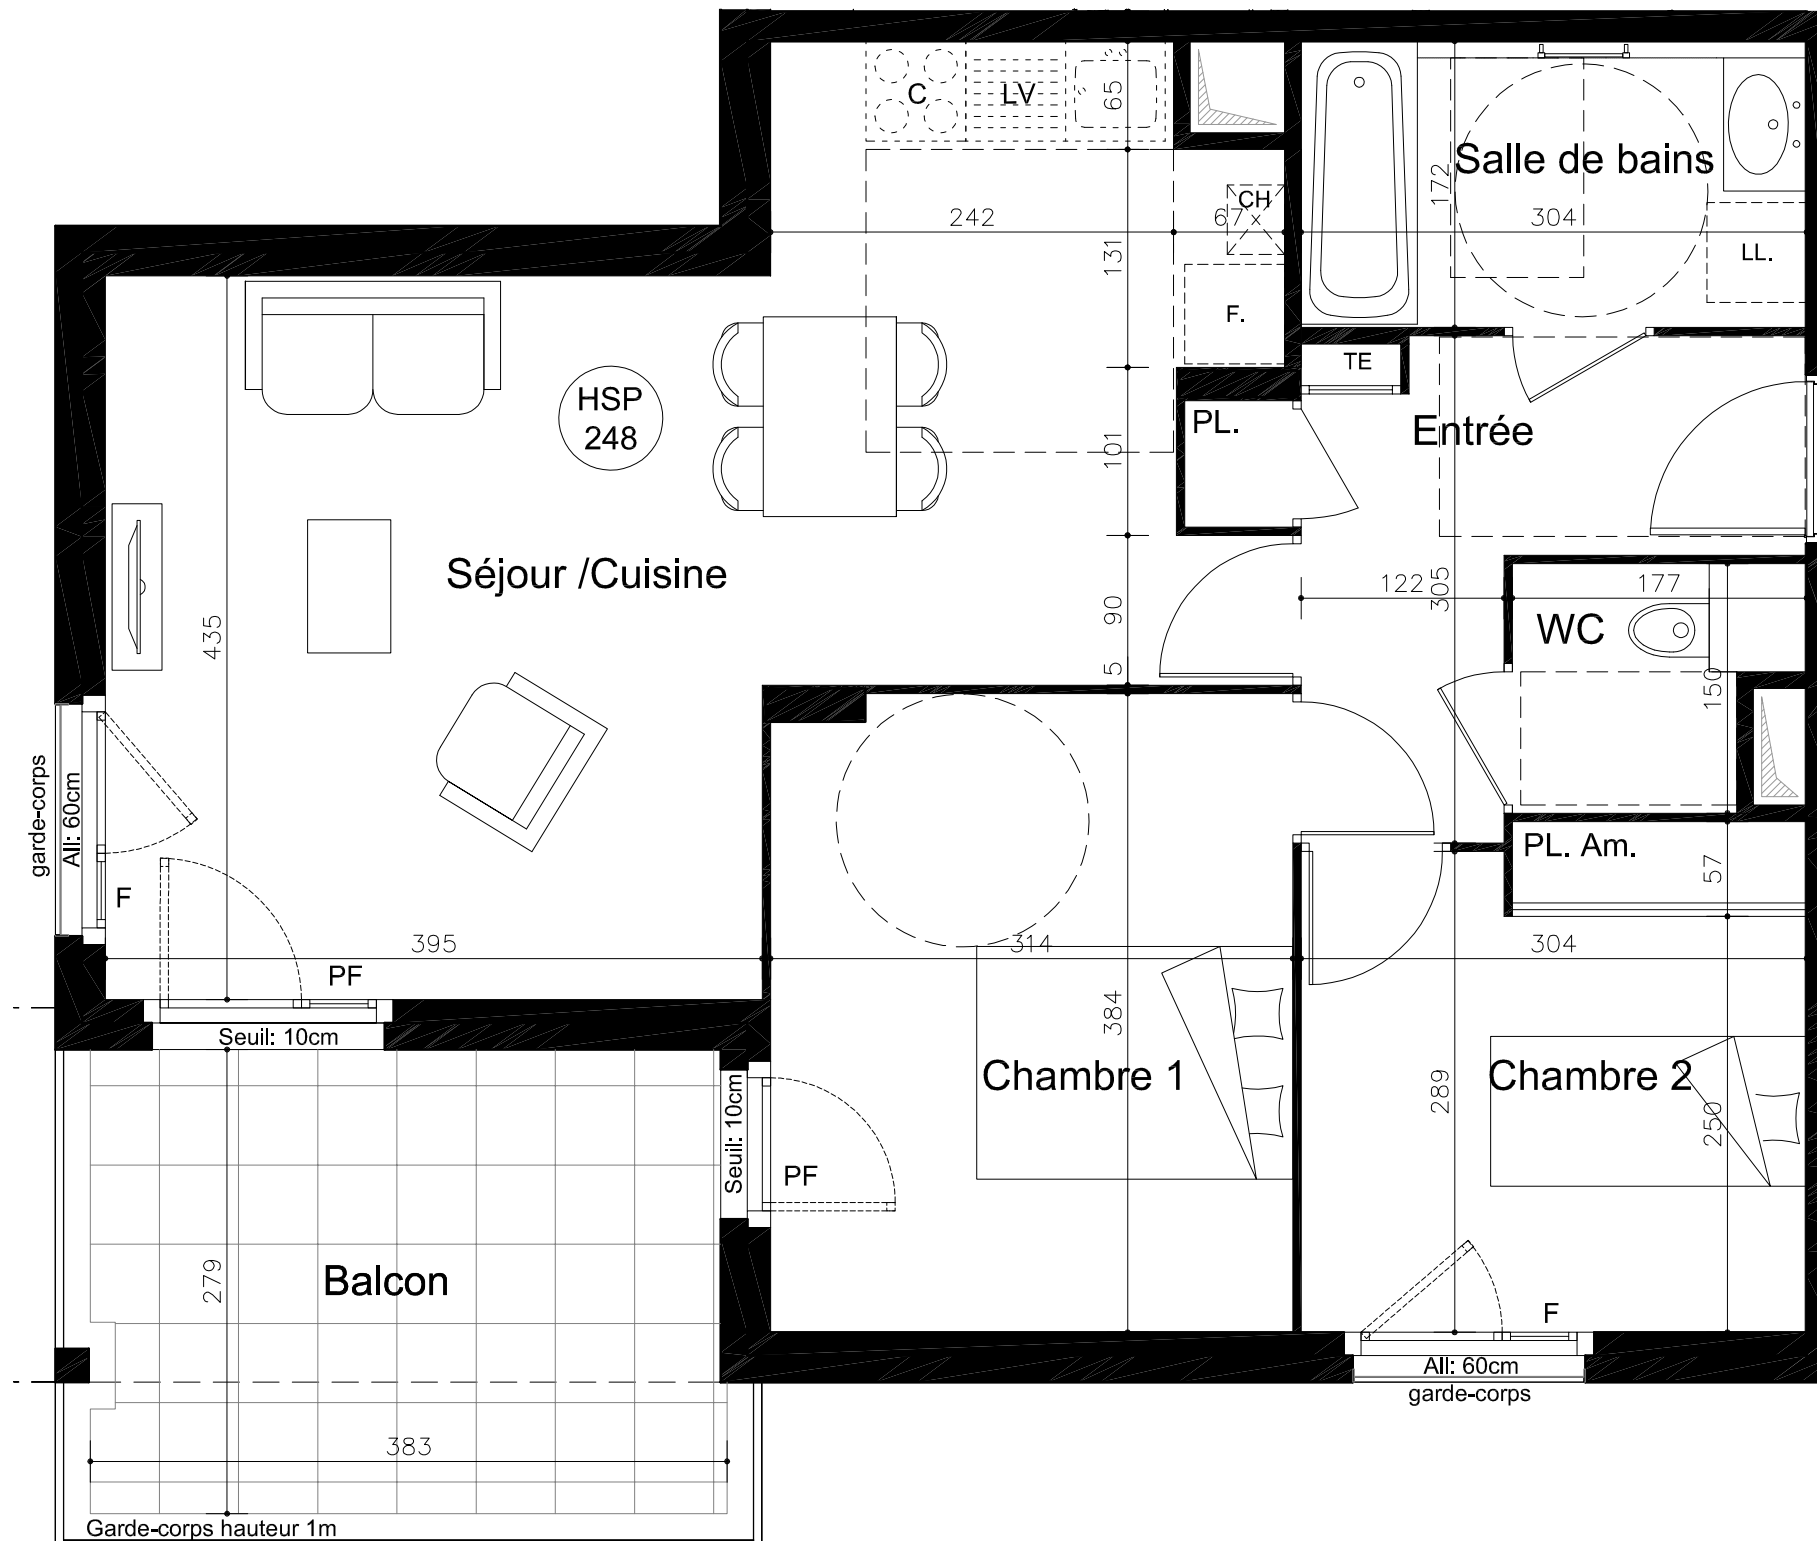 C
LV
65
Salle de bains
172
CH
242
67
304
131
LL.
F.
TE
HSP
248
PL.
Entrée
101
Séjour /Cuisine
122
305
177
90
WC
435
5
150
garde-corps
All: 60cm
PL. Am.
57
F
395
314
304
PF
384
Seuil: 10cm
Chambre 1
Chambre 2
289
250
Seuil: 10cm
PF
279
Balcon
F
All: 60cm
garde-corps
383
Garde-corps hauteur 1m